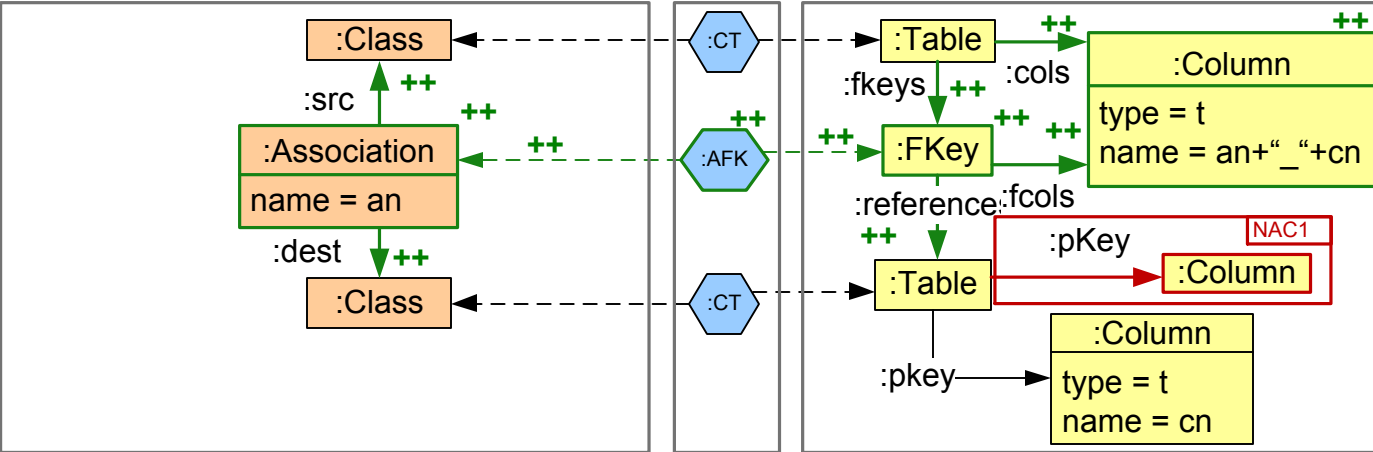 :Class
:CT
:Table
++
++
:Column
type = t
name = an+“_“+cn
:src
++
:fkeys
++
:cols
++
++
:Association
name = an
++
:AFK
++
++
:FKey
++
++
:references
:fcols
++
:dest
++
NAC1
:pKey
:Column
:Class
:CT
:Table
:pkey
:Column
type = t
name = cn